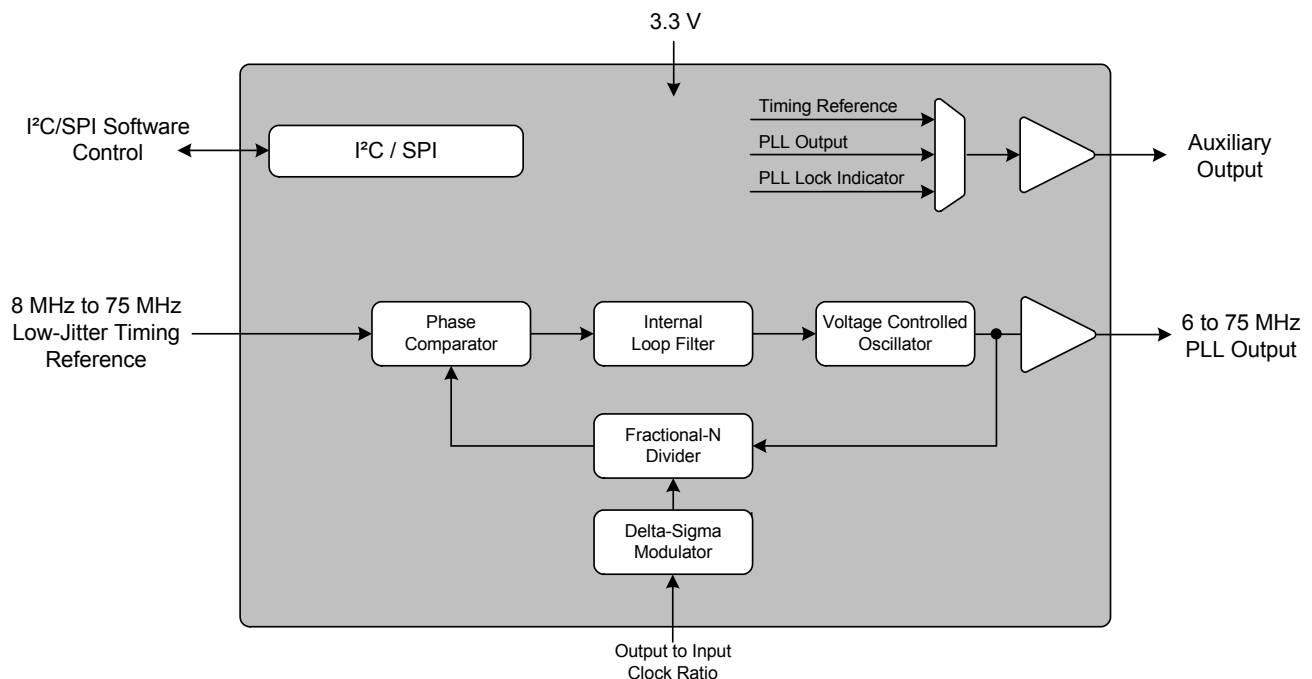 3.3 V
I²C/SPI Software
Control
I²C / SPI
Timing Reference
PLL Output
PLL Lock Indicator
Auxiliary
Output
8 MHz to 75 MHz
Low-Jitter Timing
Reference
Phase
Comparator
Internal
Loop Filter
Voltage Controlled
Oscillator
6 to 75 MHz
PLL Output
Fractional-N
Divider
Delta-Sigma
Modulator
Output to Input
Clock Ratio